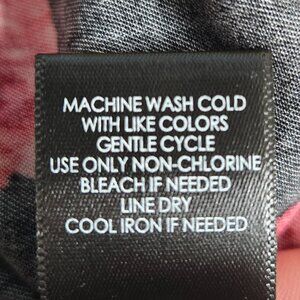 MACHINE WASH COLD
WITH LIKE COLORS
GENTLE CYCLE
USE ONLY NON-CHLORINE
BLEACH IF NEEDED
LINE DRY
COOL IRON IF NEEDED